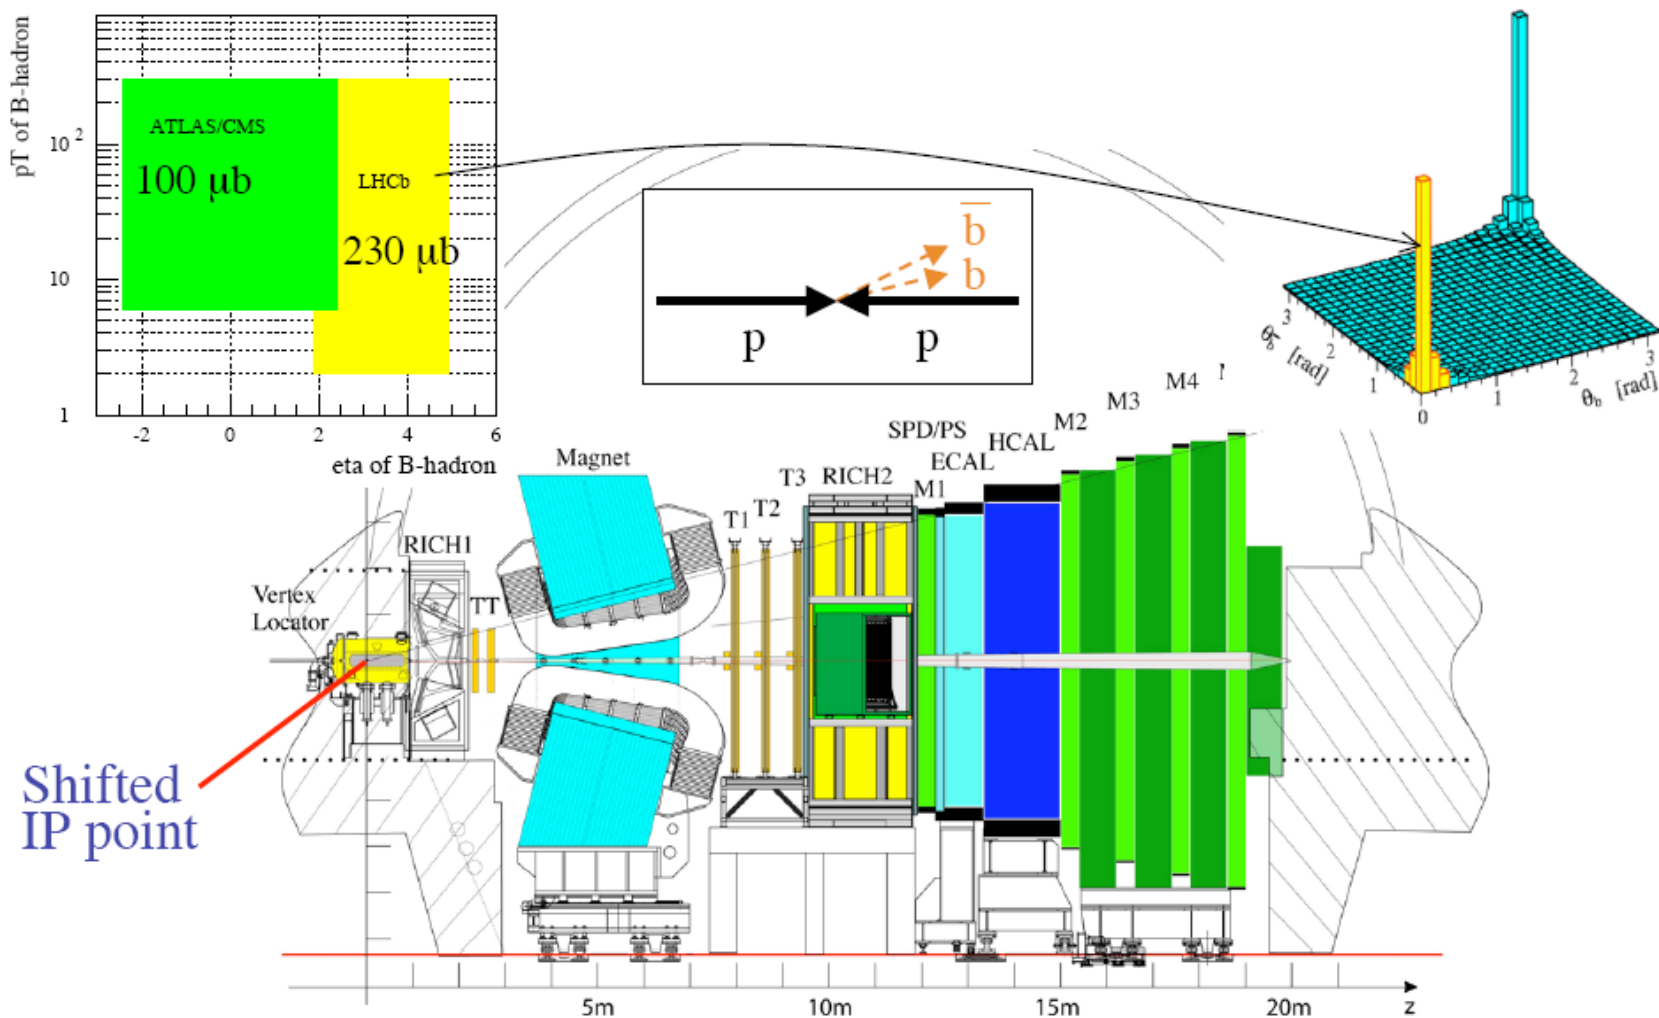 pT of B-hadron
10 2
10
1
ATLAS/CMS
100 μb
LHCb
230 μb
-2 0 2 4 6
eta of B-hadron
b
b
p p
θb [rad]
3 2 1
0 1 2 3
θb [rad]
Vertex
Locator
RICH1
TT
Magnet
T1
T2
T3
RICH2
M1
SPD/PS
ECAL
HCAL
M2
M3
M4
Shifted
IP point
5m 10m 15m 20m z